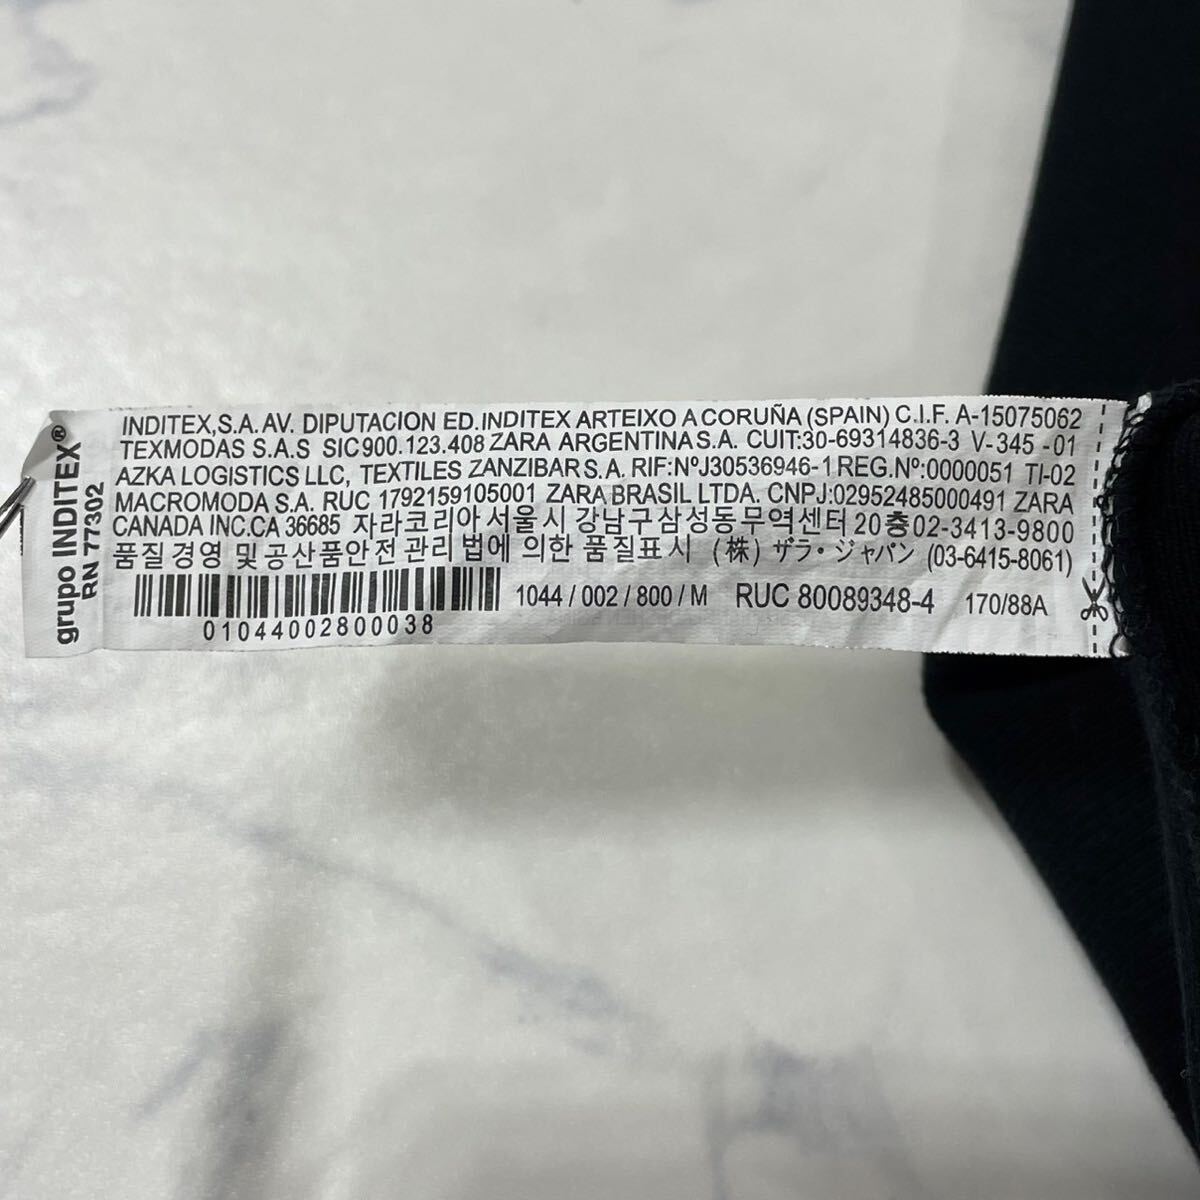 grupo INDITEX®
RN 77302
INDITEX,S.A.AV. DIPUTACION ED.INDITEX ARTEIXO A CORUÑA (SPAIN) C.I.F. A-15075062
TEXMODAS S.A.S SIC900.123.408 ZARA ARGENTINA S.A. CUIT:30-69314836-3 V-345 -01
AZKA LOGISTICS LLC, TEXTILES ZANZIBAR S.A. RIF:NºJ30536946-1 REG.Nº:0000051 TI-02
MACROMODA S.A. RUC 1792159105001 ZARA BRASIL LTDA. CNPJ:02952485000491 ZARA
CANADA INC.CA 36685 자라코리아 서울시 강남구삼성동무역센터 20층02-3413-9800
품질 경영 및 공산품안전 관리 법에 의한 품질표시 (株) ザラ・ジャパン (03-6415-8061)
1044 / 002 / 800 / M RUC 80089348-4 170/88A
01044002800038